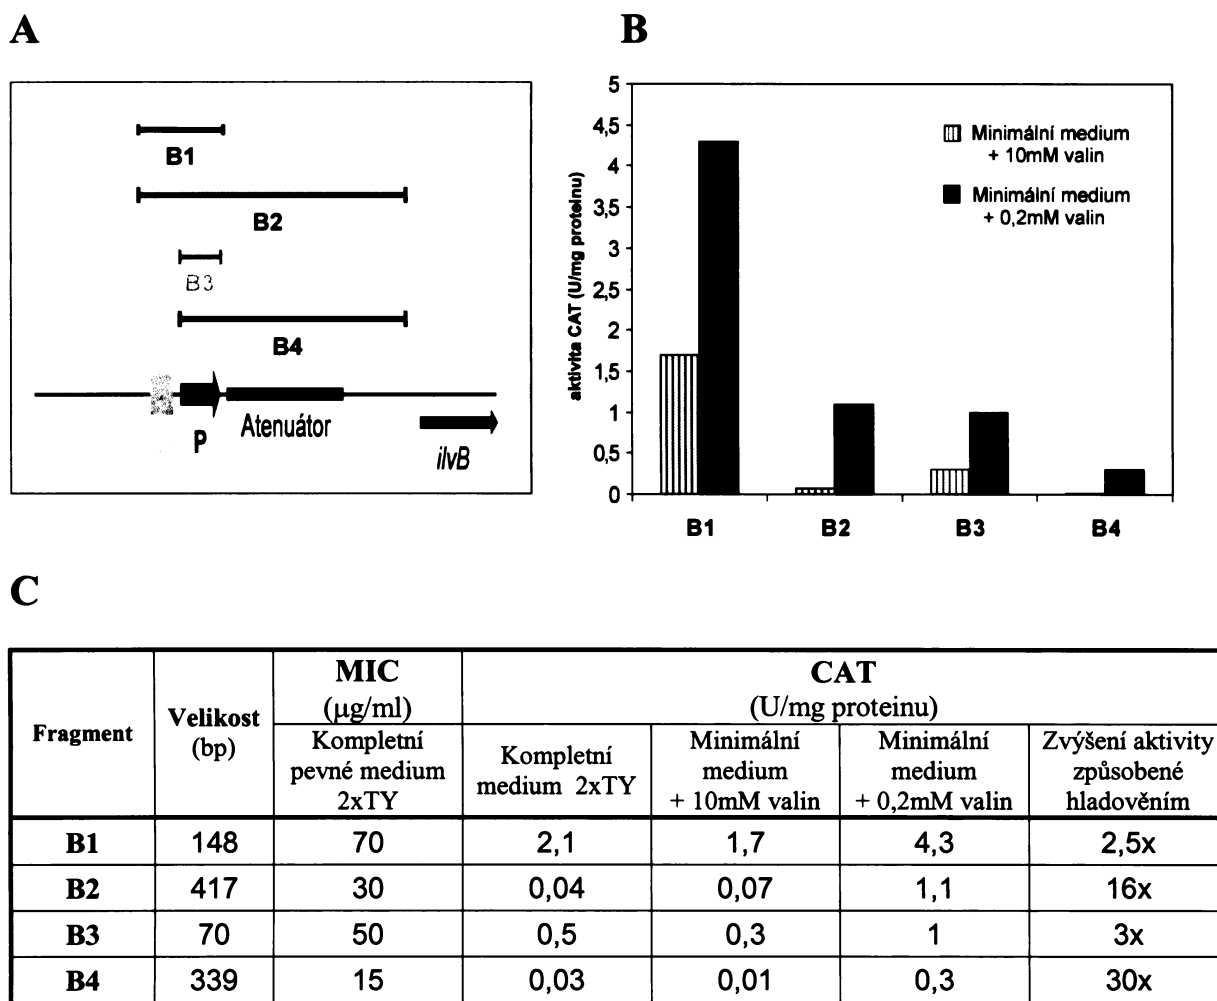 A
B1
B2
B3
B4
P
Atenuátor
ilvB
B
aktivita CAT (U/mg proteinu)
5
4,5
4
3,5
3
2,5
2
1,5
1
0,5
0
Minimální medium
+ 10mM valin
Minimální medium
+ 0,2mM valin
B1 B2 B3 B4
C
Fragment Velikost (bp) MIC (µg/ml) CAT (U/mg proteinu)
Kompletní pevné medium 2xTY Kompletní medium 2xTY Minimální medium + 10mM valin Minimální medium + 0,2mM valin Zvýšení aktivity způsobené hladověním
B1 148 70 2,1 1,7 4,3 2,5x
B2 417 30 0,04 0,07 1,1 16x
B3 70 50 0,5 0,3 1 3x
B4 339 15 0,03 0,01 0,3 30x